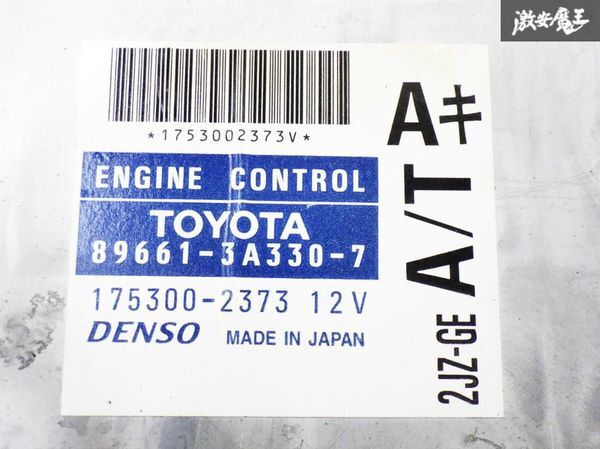 激安魔王
*1753002373V*
ENGINE CONTROL
TOYOTA
89661-3A330-7
175300-2373 12V
DENSO MADE IN JAPAN
Aキ
A/T
2JZ-GE